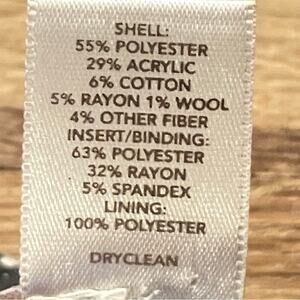 SHELL:
55% POLYESTER
29% ACRYLIC
6% COTTON
5% RAYON 1% WOOL
4% OTHER FIBER
INSERT/BINDING:
63% POLYESTER
32% RAYON
5% SPANDEX
LINING:
100% POLYESTER
DRYCLEAN